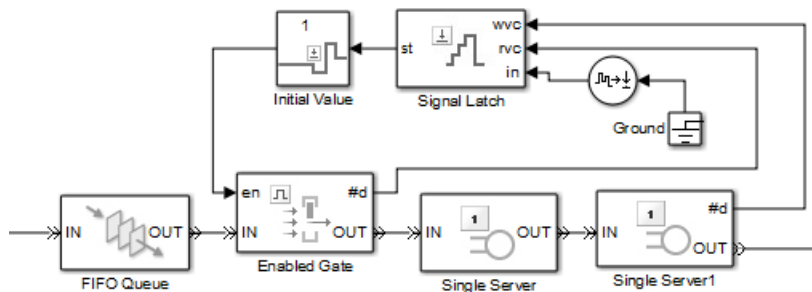 1
Initial Value
st
wvc
rvc
in
Signal Latch
Ground
IN
OUT
FIFO Queue
en
#d
IN
OUT
Enabled Gate
1
IN
OUT
Single Server
1
#d
IN
OUT
Single Server1